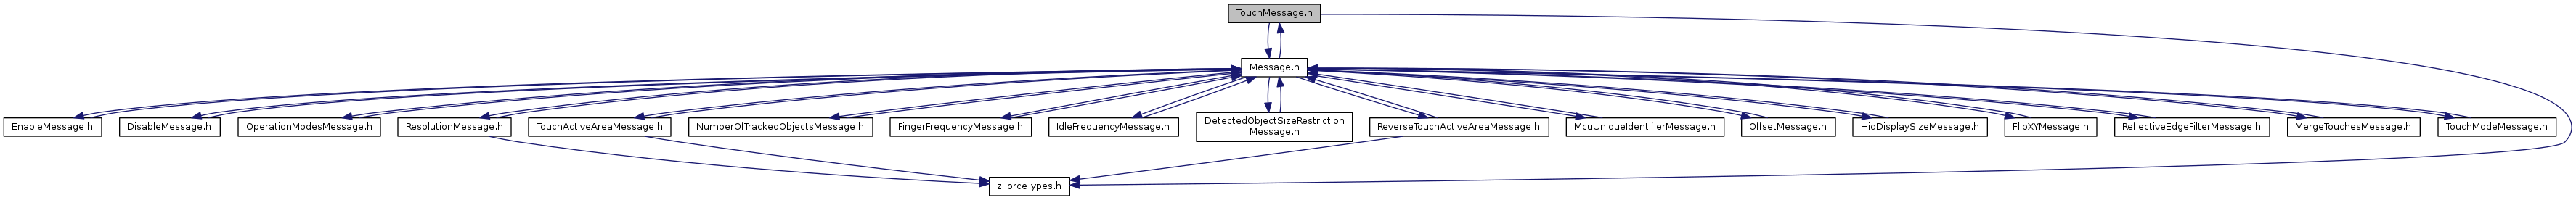 TouchMessage.h
Message.h
EnableMessage.h
DisableMessage.h
OperationModesMessage.h
ResolutionMessage.h
TouchActiveAreaMessage.h
NumberOfTrackedObjectsMessage.h
FingerFrequencyMessage.h
IdleFrequencyMessage.h
DetectedObjectSizeRestriction
Message.h
ReverseTouchActiveAreaMessage.h
McuUniqueIdentifierMessage.h
OffsetMessage.h
HidDisplaySizeMessage.h
FlipXYMessage.h
ReflectiveEdgeFilterMessage.h
MergeTouchesMessage.h
TouchModeMessage.h
zForceTypes.h